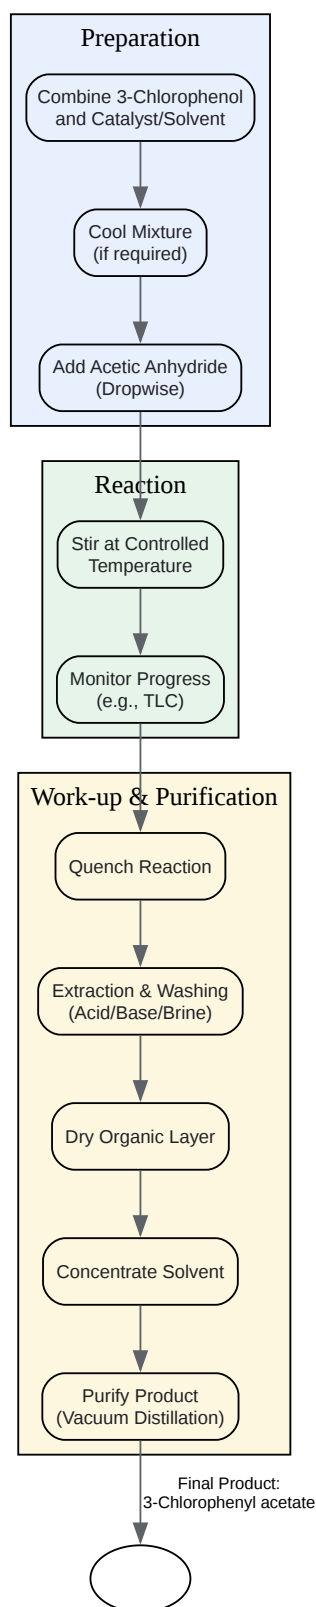 Preparation
Combine 3-Chlorophenol
and Catalyst/Solvent
Cool Mixture
(if required)
Add Acetic Anhydride
(Dropwise)
Reaction
Stir at Controlled
Temperature
Monitor Progress
(e.g., TLC)
Work-up & Purification
Quench Reaction
Extraction & Washing
(Acid/Base/Brine)
Dry Organic Layer
Concentrate Solvent
Purify Product
(Vacuum Distillation)
Final Product:
3-Chlorophenyl acetate